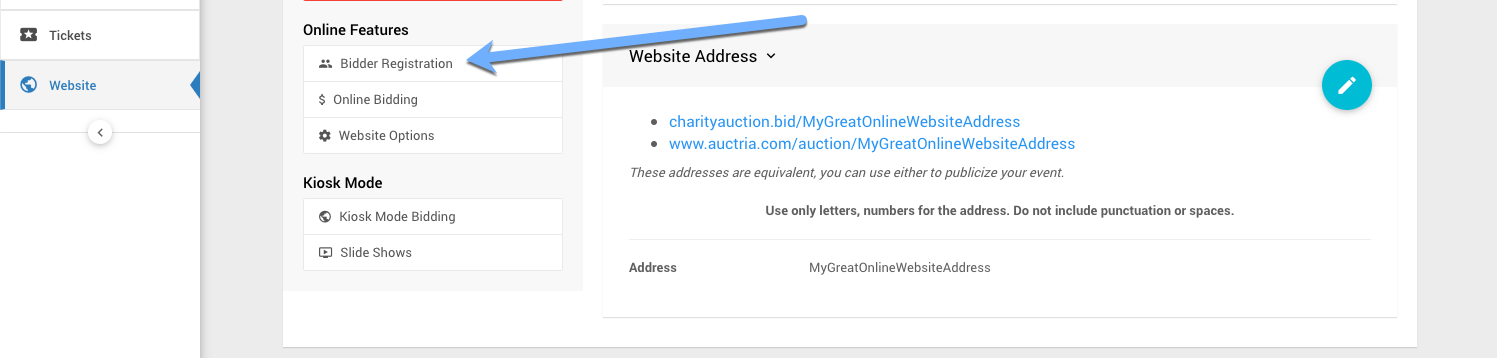 Tickets
Website
Online Features
Bidder Registration
$ Online Bidding
Website Options
Kiosk Mode
Kiosk Mode Bidding
Slide Shows
Website Address
charityauction.bid/MyGreatOnlineWebsiteAddress
www.auctria.com/auction/MyGreatOnlineWebsiteAddress
These addresses are equivalent, you can use either to publicize your event.
Use only letters, numbers for the address. Do not include punctuation or spaces.
Address MyGreatOnlineWebsiteAddress